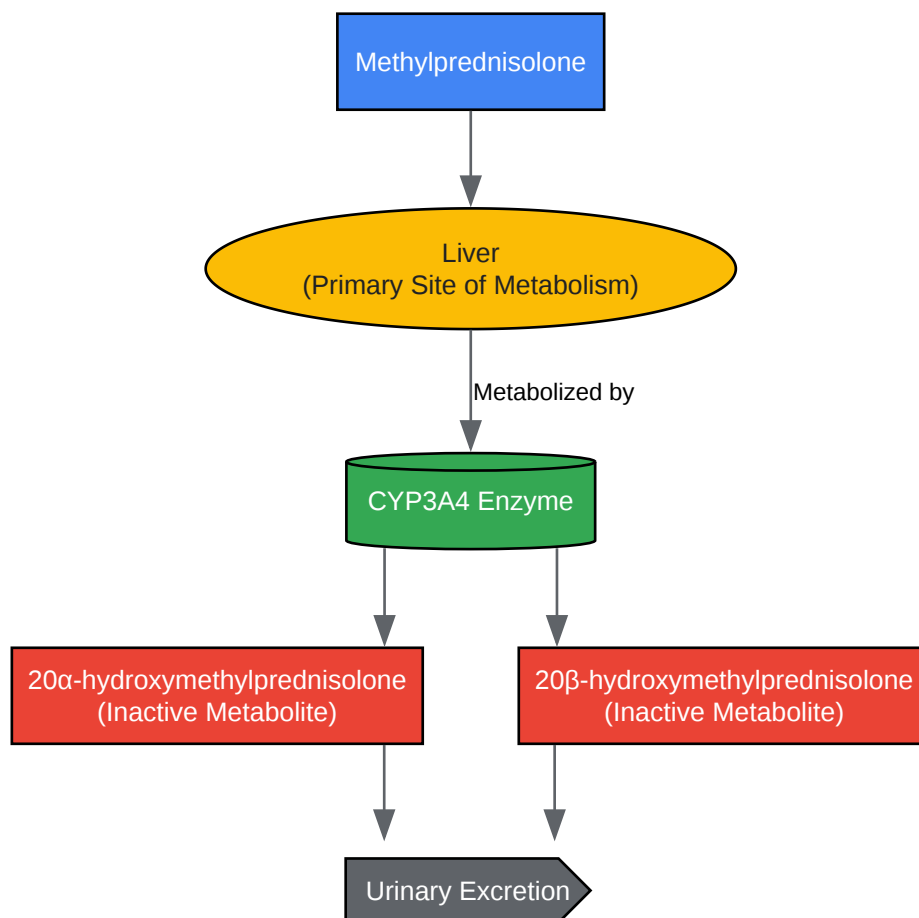 Methylprednisolone
Liver
(Primary Site of Metabolism)
Metabolized by
CYP3A4 Enzyme
20α-hydroxymethylprednisolone
(Inactive Metabolite)
20β-hydroxymethylprednisolone
(Inactive Metabolite)
Urinary Excretion